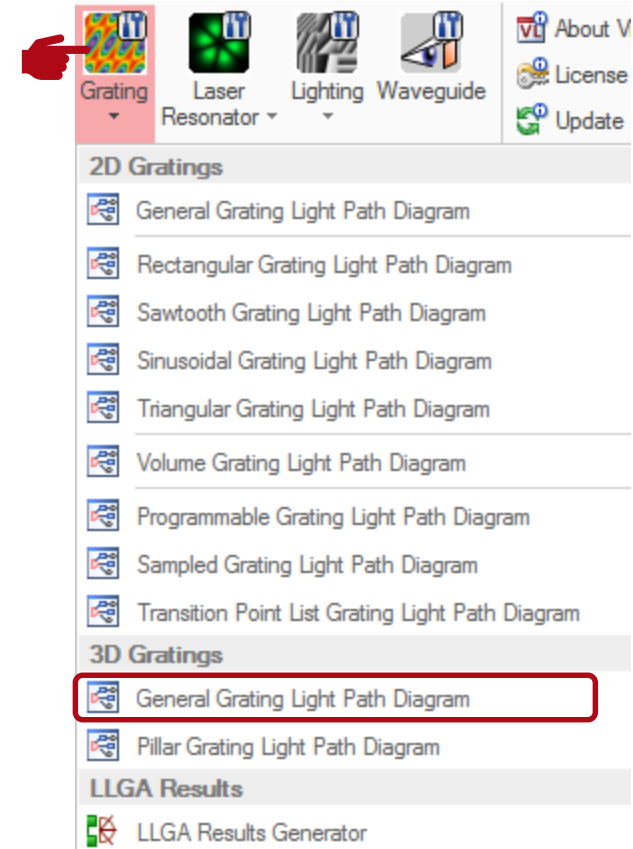 About V
License
Update
Grating
Laser
Resonator
Lighting
Waveguide
2D Gratings
General Grating Light Path Diagram
Rectangular Grating Light Path Diagram
Sawtooth Grating Light Path Diagram
Sinusoidal Grating Light Path Diagram
Triangular Grating Light Path Diagram
Volume Grating Light Path Diagram
Programmable Grating Light Path Diagram
Sampled Grating Light Path Diagram
Transition Point List Grating Light Path Diagram
3D Gratings
General Grating Light Path Diagram
Pillar Grating Light Path Diagram
LLGA Results
LLGA Results Generator